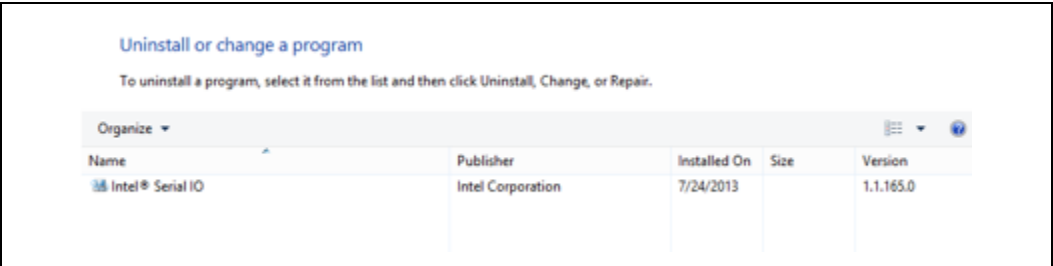 Uninstall or change a program
To uninstall a program, select it from the list and then click Uninstall, Change, or Repair.
Organize
Name Publisher Installed On Size Version
Intel® Serial IO Intel Corporation 7/24/2013 1.1.165.0